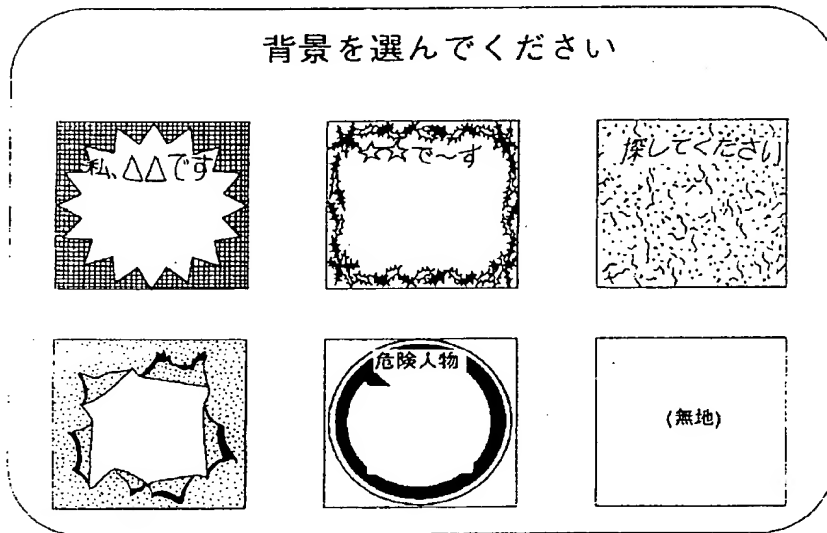 背景を選んでください
私、△△です
☆☆で〜す
探してください
危険人物
(無地)